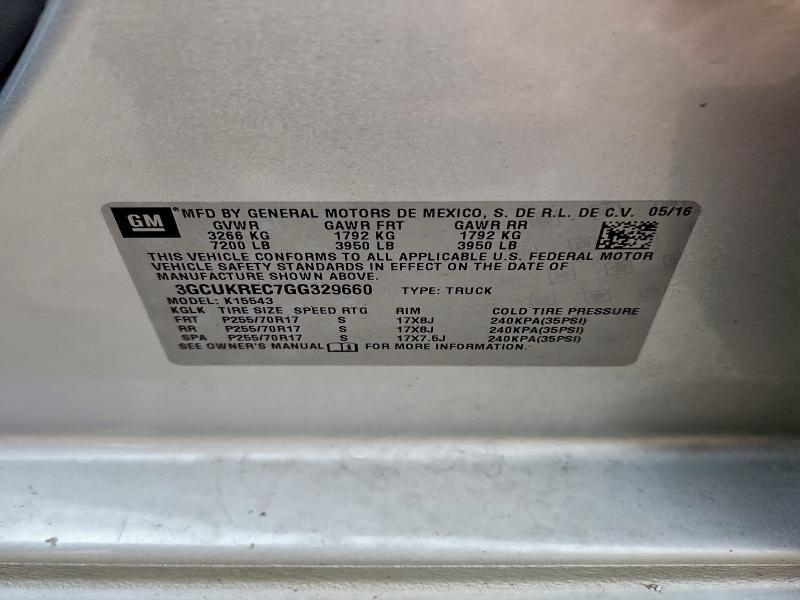 GM ® MFD BY GENERAL MOTORS DE MEXICO, S. DE R.L. DE C.V. 05/16
GVWR GAWR FRT GAWR RR
3266 KG 1792 KG 1792 KG
7200 LB 3950 LB 3950 LB
THIS VEHICLE CONFORMS TO ALL APPLICABLE U.S. FEDERAL MOTOR
VEHICLE SAFETY STANDARDS IN EFFECT ON THE DATE OF
MANUFACTURE SHOWN ABOVE.
3GCUKREC7GG329660 TYPE: TRUCK
MODEL: K15543
KGLK TIRE SIZE SPEED RTG RIM COLD TIRE PRESSURE
FRT P255/70R17 S 17X8J 240KPA(35PSI)
RR P255/70R17 S 17X8J 240KPA(35PSI)
SPA P255/70R17 S 17X7.5J 240KPA(35PSI)
SEE OWNER'S MANUAL FOR MORE INFORMATION.